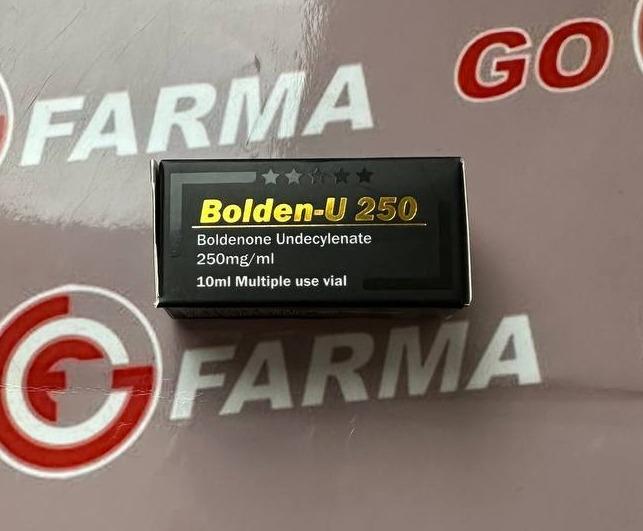 GO
FARMA
Bolden-U 250
Boldenone Undecylenate
250mg/ml
10ml Multiple use vial
FARMA